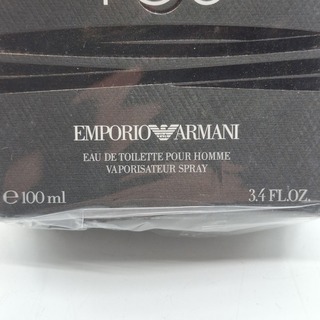 EMPORIO ARMANI
EAU DE TOILETTE POUR HOMME
VAPORISATEUR SPRAY
℮ 100 ml 3.4 FL.OZ.